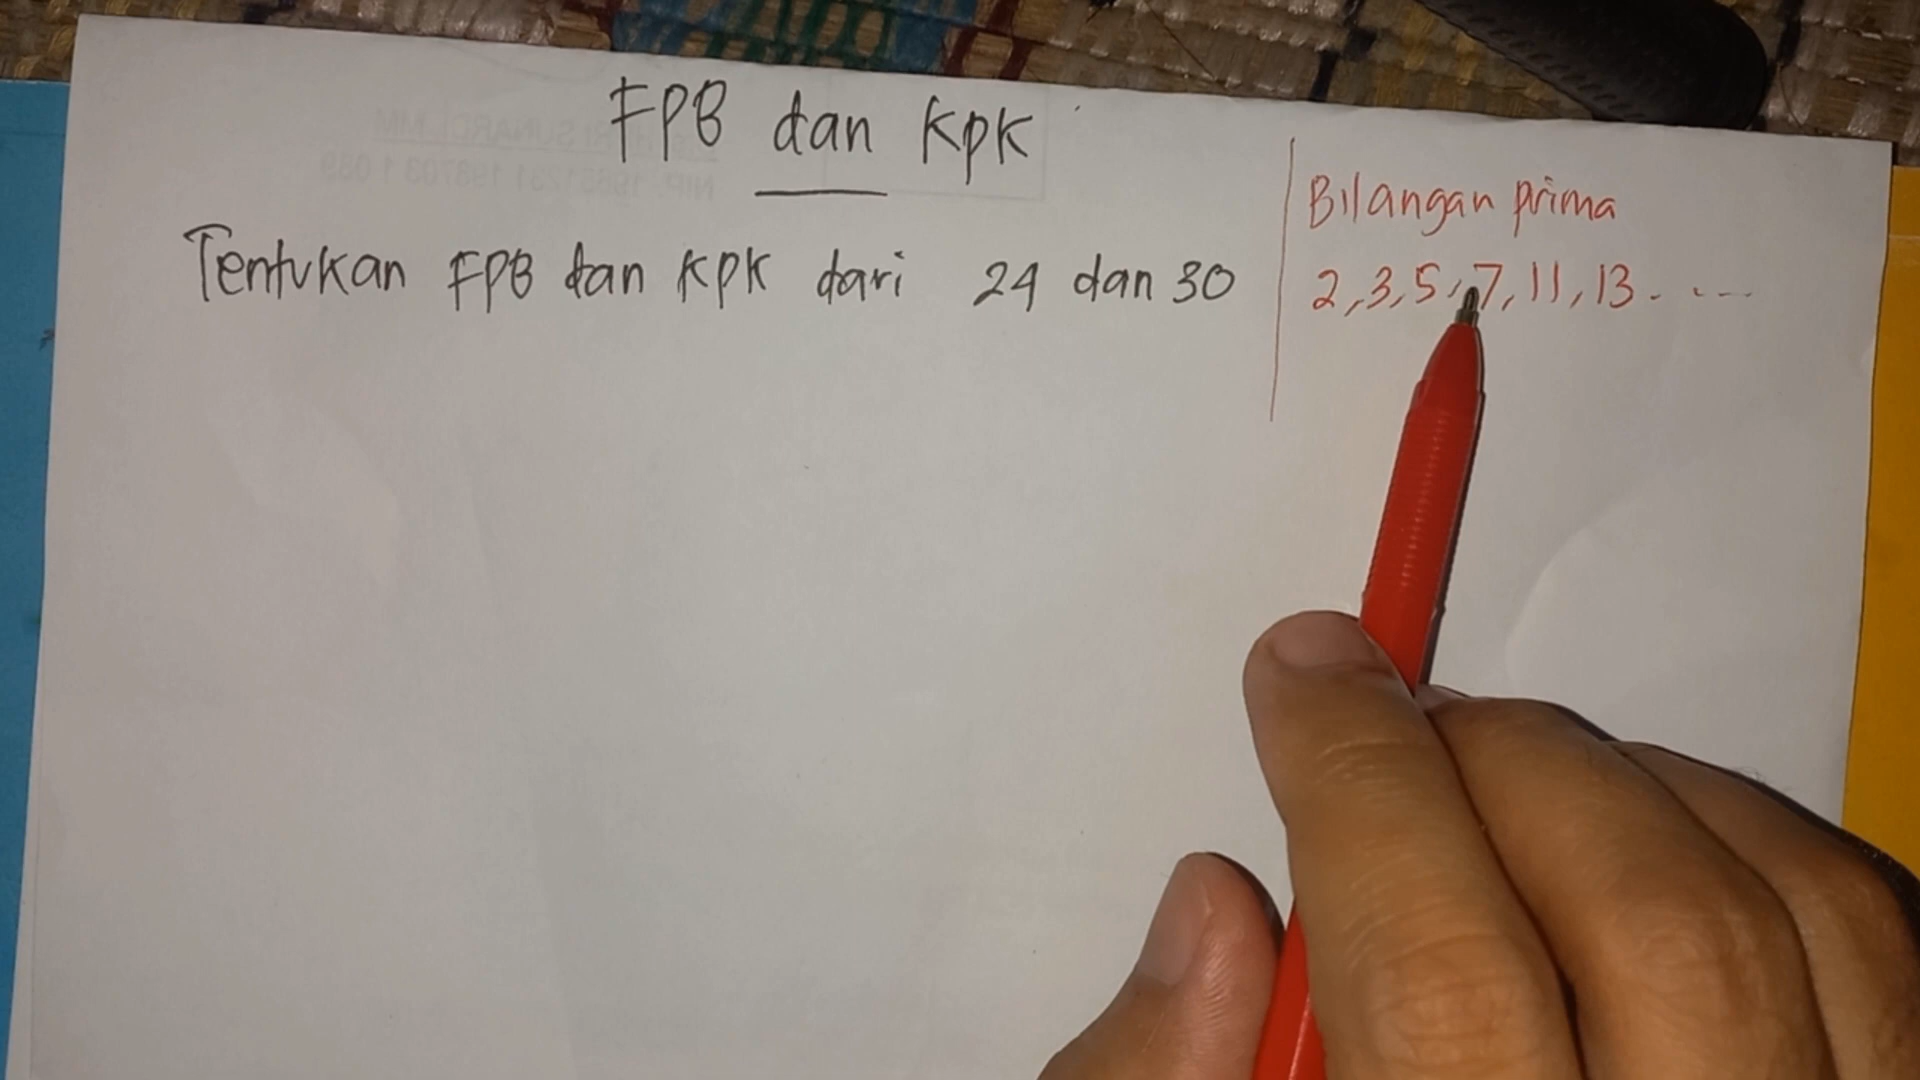 FPB dan KPK
Tentukan FPB dan KPK dari 24 dan 30
Bilangan prima
2, 3, 5, 7, 11, 13. ....